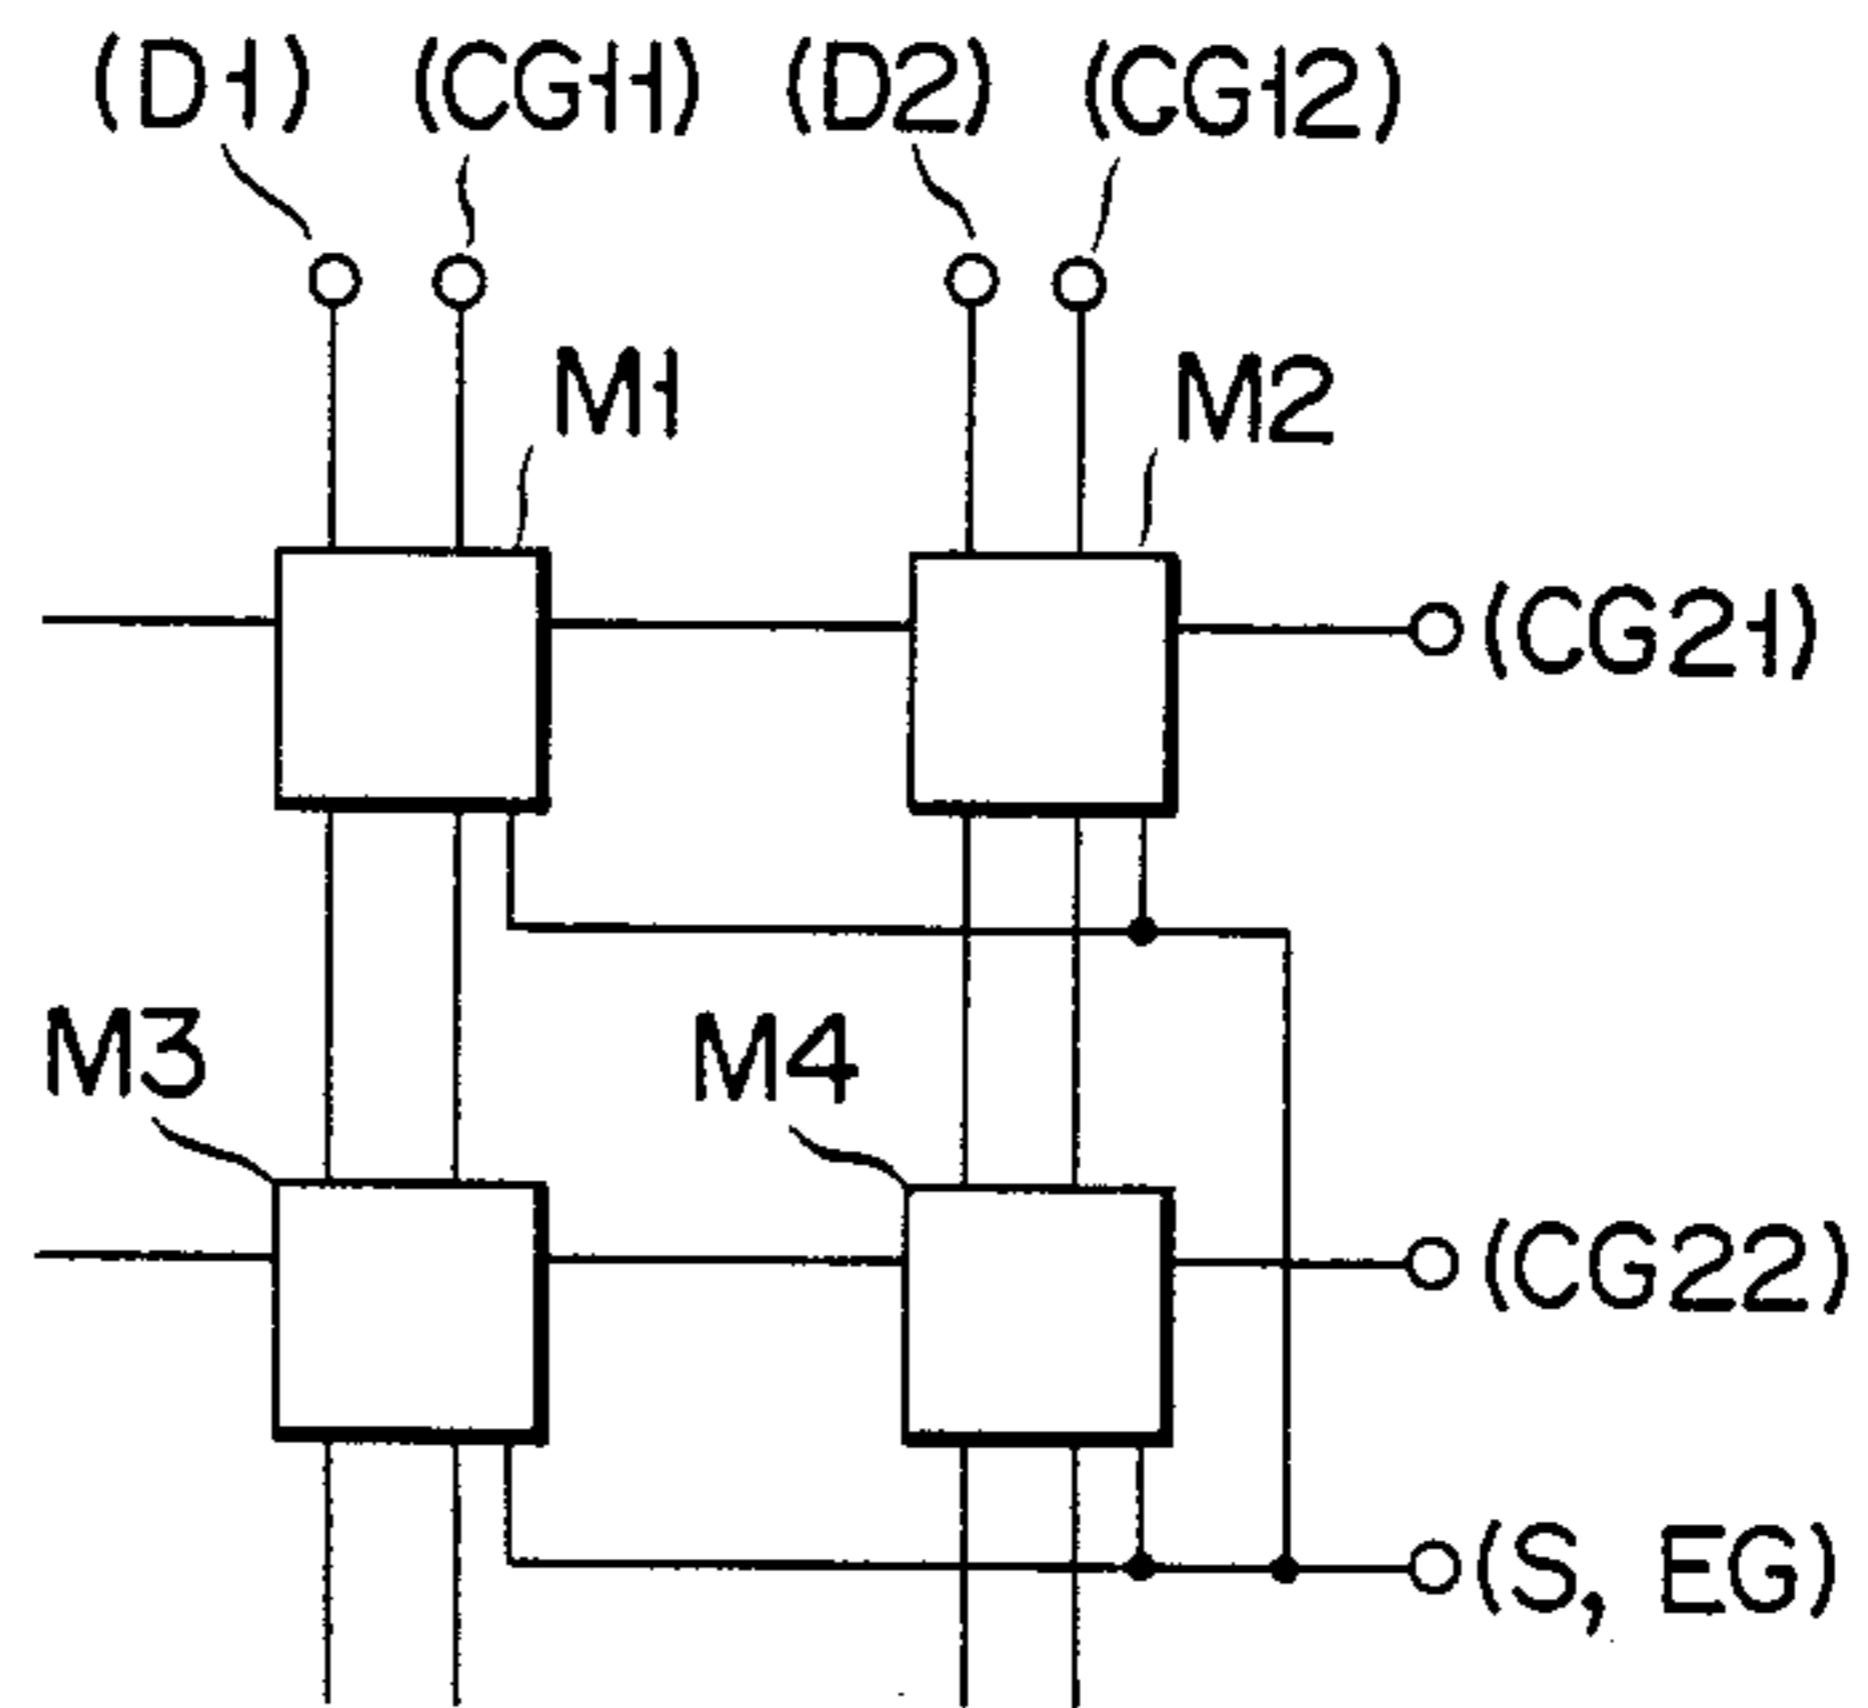 (D1) (CG11) (D2) (CG12)
M1 M2
(CG21)
M3 M4
(CG22)
(S, EG)